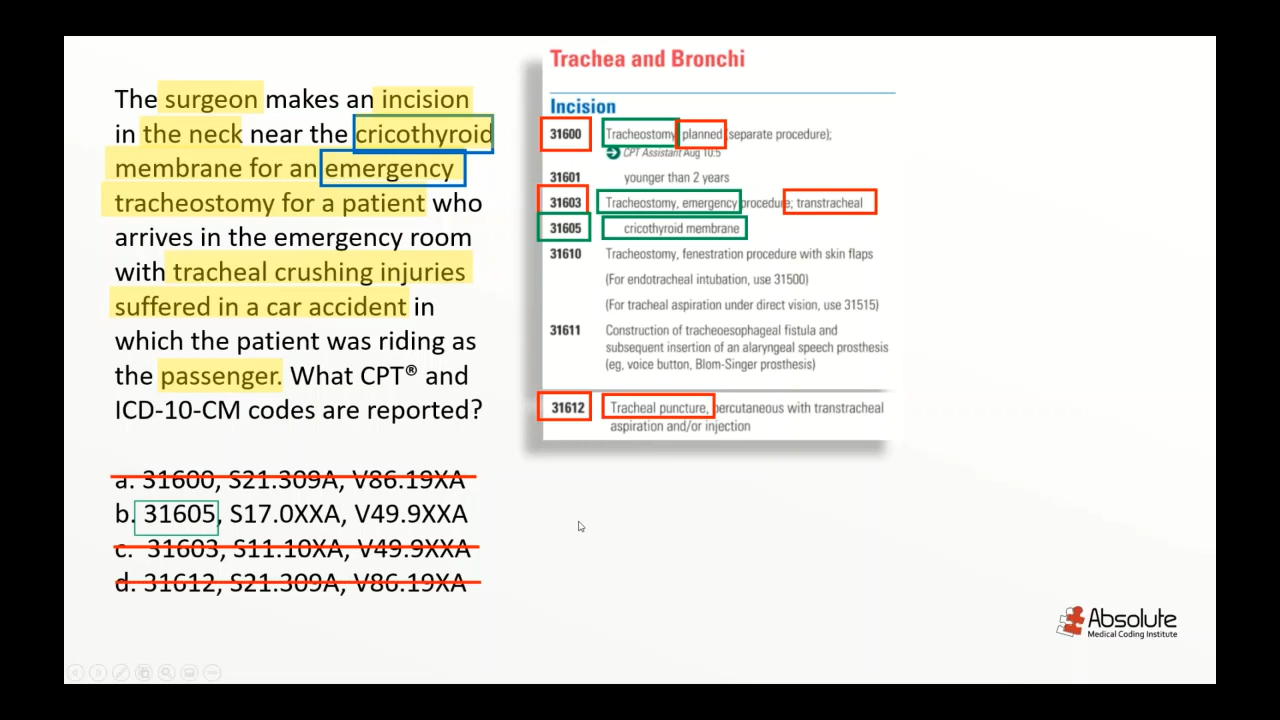 The surgeon makes an incision
in the neck near the cricothyroid
membrane for an emergency
tracheostomy for a patient who
arrives in the emergency room
with tracheal crushing injuries
suffered in a car accident in
which the patient was riding as
the passenger. What CPT® and
ICD-10-CM codes are reported?
a. 31600, S21.309A, V86.19XA
b. 31605, S17.0XXA, V49.9XXA
c. 31603, S11.10XA, V49.9XXA
d. 31612, S21.309A, V86.19XA
Trachea and Bronchi
Incision
31600 Tracheostomy, planned (separate procedure);
CPT Assistant Aug 10:5
31601 younger than 2 years
31603 Tracheostomy, emergency procedure; transtracheal
31605 cricothyroid membrane
31610 Tracheostomy, fenestration procedure with skin flaps
(For endotracheal intubation, use 31500)
(For tracheal aspiration under direct vision, use 31515)
31611 Construction of tracheoesophageal fistula and
subsequent insertion of an alaryngeal speech prosthesis
(eg, voice button, Blom-Singer prosthesis)
31612 Tracheal puncture, percutaneous with transtracheal
aspiration and/or injection
Absolute
Medical Coding Institute